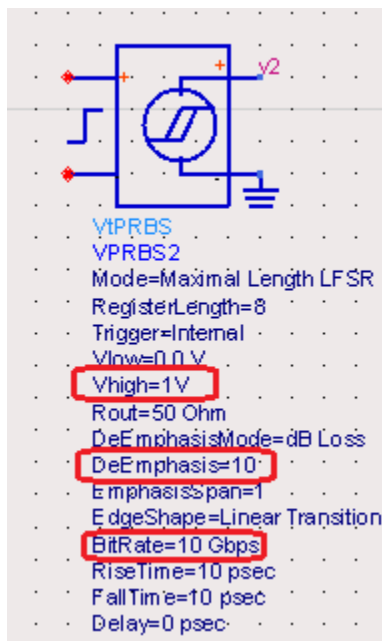 v2
VtPRBS
VPRBS2
Mode=Maximal Length LFSR
RegisterLength=8
Trigger=Internal
Vlow=0.0 V
Vhigh=1V
Rout=50 Ohm
DeEmphasisMode=dB Loss
DeEmphasis=10
EmphasisSpan=1
EdgeShape=Linear Transition
BitRate=10 Gbps
RiseTime=10 psec
FallTime=10 psec
Delay=0 psec